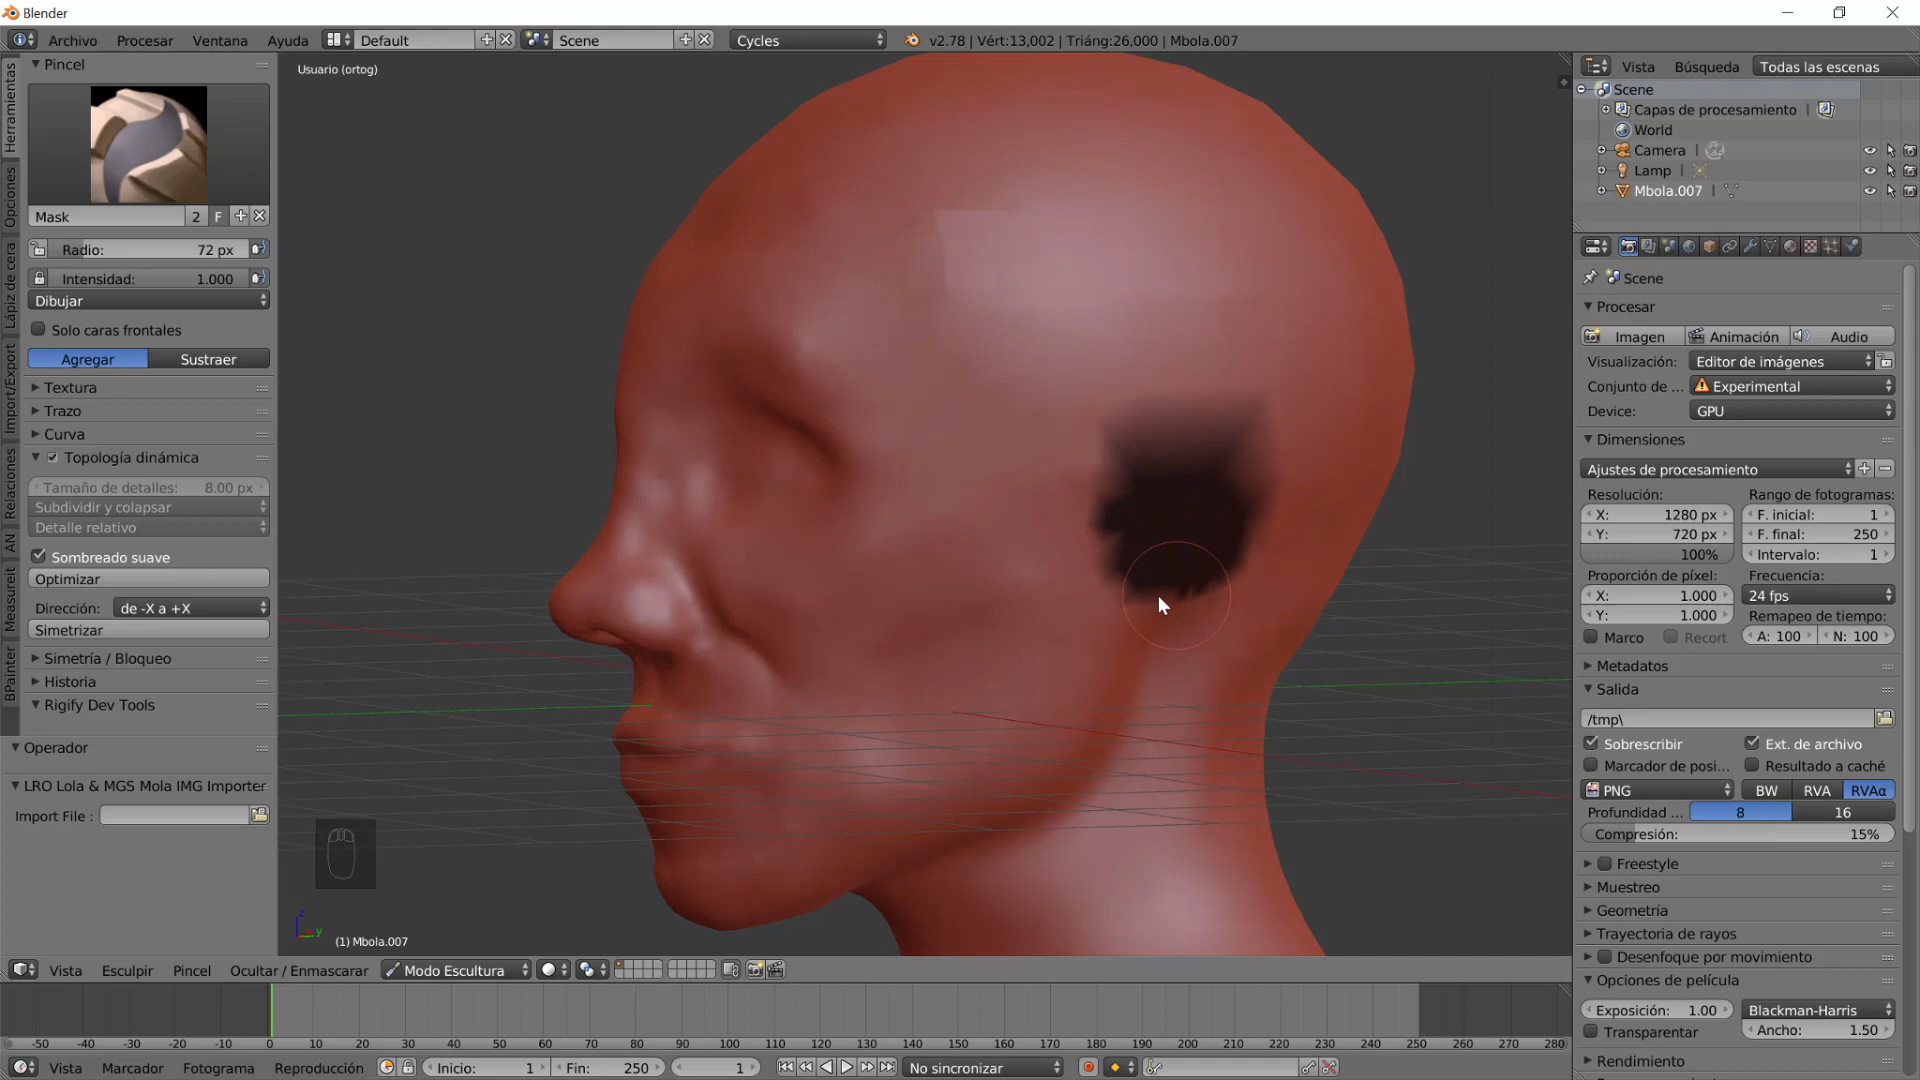 Blender
Archivo Procesar Ventana Ayuda Default Scene Cycles v2.78 | Vért:13,002 | Triáng:26,000 | Mbola.007
Pincel
Usuario (ortog)
Herramientas
Opciones
Lápiz de cera
Import/Export
Relaciones
AN
Measureit
BPainter
Mask 2 F
Radio: 72 px
Intensidad: 1.000
Dibujar
Solo caras frontales
Agregar Sustraer
Textura
Trazo
Curva
Topología dinámica
Tamaño de detalles: 8.00 px
Subdividir y colapsar
Detalle relativo
Sombreado suave
Optimizar
Dirección: de -X a +X
Simetrizar
Simetría / Bloqueo
Historia
Rigify Dev Tools
Operador
LRO Lola & MGS Mola IMG Importer
Import File :
z
y
(1) Mbola.007
Vista Esculpir Pincel Ocultar / Enmascarar Modo Escultura
-50 -40 -30 -20 -10 0 10 20 30 40 50 60 70 80 90 100 110 120 130 140 150 160 170 180 190 200 210 220 230 240 250 260 270 280
Vista Marcador Fotograma Reproducción Inicio: 1 Fin: 250 1 No sincronizar
Vista Búsqueda Todas las escenas
Scene
Capas de procesamiento |
World
Camera |
Lamp |
Mbola.007 |
Scene
Procesar
Imagen Animación Audio
Visualización: Editor de imágenes
Conjunto de ... Experimental
Device: GPU
Dimensiones
Ajustes de procesamiento
Resolución: Rango de fotogramas:
X: 1280 px F. inicial: 1
Y: 720 px F. final: 250
100% Intervalo: 1
Proporción de píxel: Frecuencia:
X: 1.000 24 fps
Y: 1.000 Remapeo de tiempo:
Marco Recort A: 100 N: 100
Metadatos
Salida
/tmp\
Sobrescribir Ext. de archivo
Marcador de posi... Resultado a caché
PNG BW RVA RVAα
Profundidad ... 8 16
Compresión: 15%
Freestyle
Muestreo
Geometría
Trayectoria de rayos
Desenfoque por movimiento
Opciones de película
Exposición: 1.00 Blackman-Harris
Transparentar Ancho: 1.50
Rendimiento